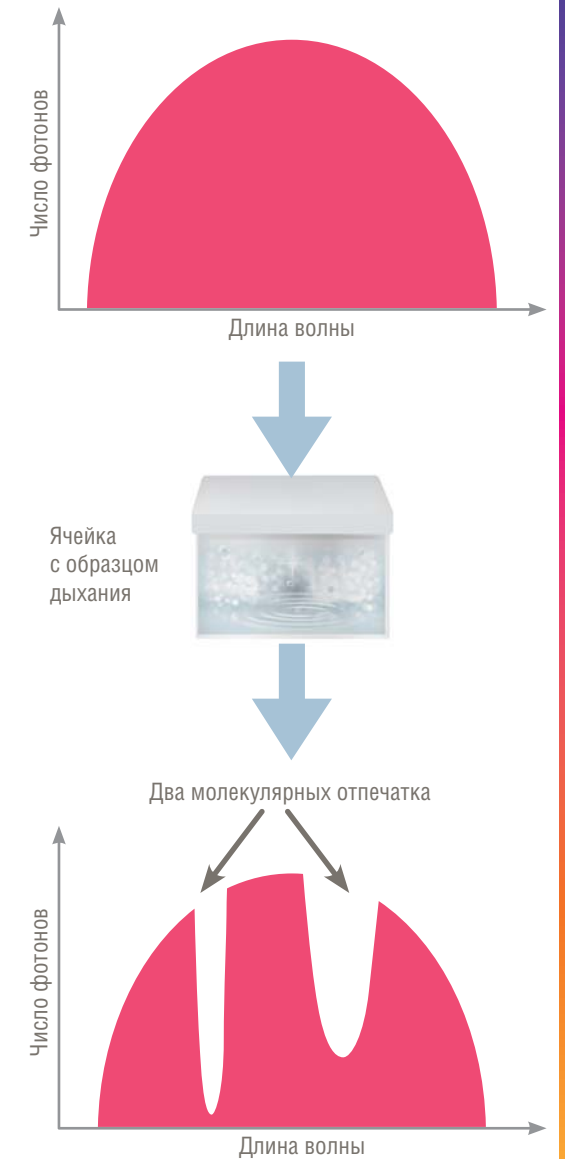 Число фотонов
Длина волны
Ячейка
с образцом
дыхания
Два молекулярных отпечатка
Число фотонов
Длина волны